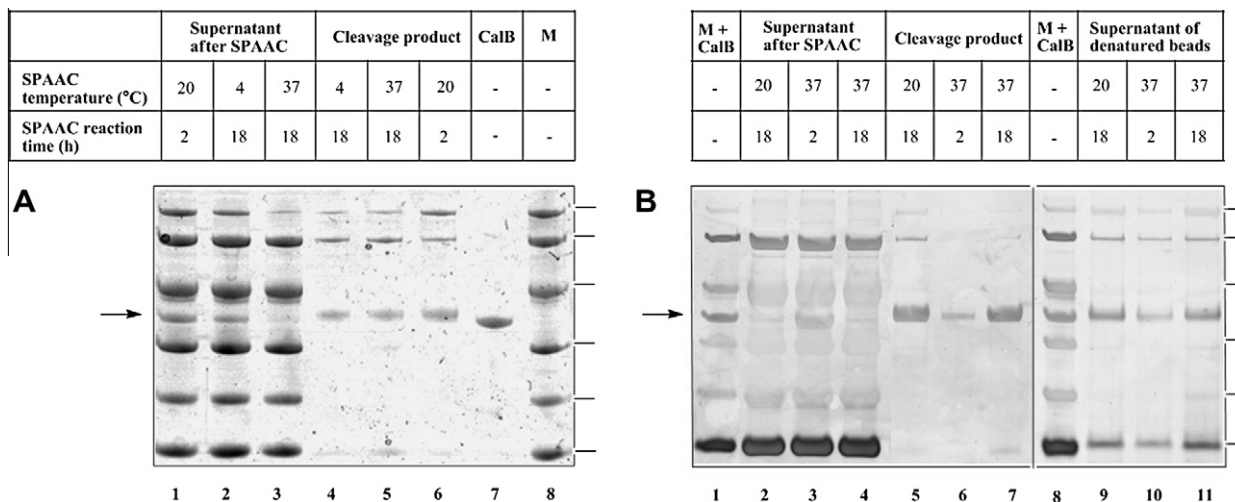 Supernatant after SPAAC | Cleavage product | CalB | M
SPAAC temperature (°C) | 20 | 4 | 37 | 4 | 37 | 20 | - | -
SPAAC reaction time (h) | 2 | 18 | 18 | 18 | 18 | 2 | - | -
A
1 2 3 4 5 6 7 8
M + CalB | Supernatant after SPAAC | Cleavage product | M + CalB | Supernatant of denatured beads
- | 20 | 37 | 37 | 20 | 37 | 37 | - | 20 | 37 | 37
- | 18 | 2 | 18 | 18 | 2 | 18 | - | 18 | 2 | 18
B
1 2 3 4 5 6 7 8 9 10 11